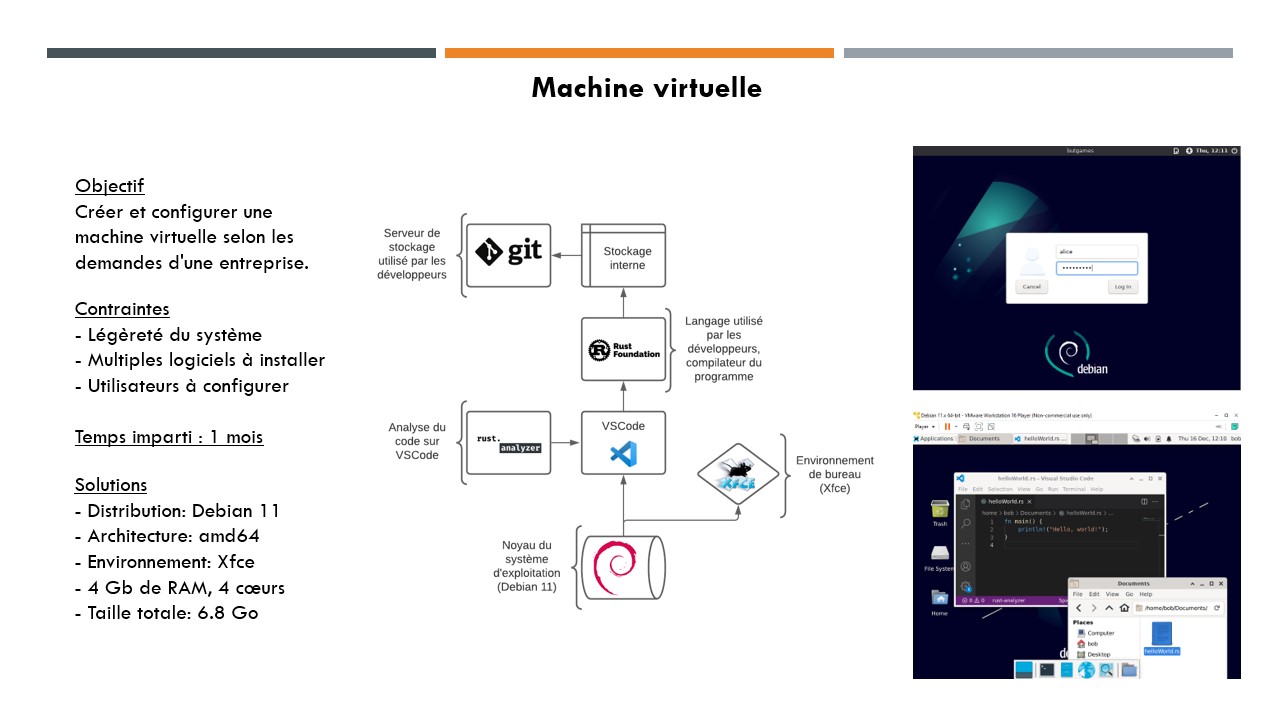 Machine virtuelle
Objectif
Créer et configurer une
machine virtuelle selon les
demandes d'une entreprise.
Contraintes
- Légèreté du système
- Multiples logiciels à installer
- Utilisateurs à configurer
Temps imparti : 1 mois
Solutions
- Distribution: Debian 11
- Architecture: amd64
- Environnement: Xfce
- 4 Gb de RAM, 4 cœurs
- Taille totale: 6.8 Go
Serveur de
stockage
utilisé par les
développeurs
git
Stockage
interne
Rust
Foundation
Langage utilisé
par les
développeurs,
compilateur du
programme
Analyse du
code sur
VSCode
rust.
analyzer
VSCode
XFCE
Environnement
de bureau
(Xfce)
Noyau du
système
d'exploitation
(Debian 11)
butgames
Thu, 12:11
alice
Cancel
Log In
debian
Debian 11.x 64-bit - VMware Workstation 16 Player (Non-commercial use only)
Player
Applications
Documents
helloWorld.rs ...
Thu 16 Dec, 12:10
bob
helloWorld.rs - Visual Studio Code
File Edit Selection View Go Run Terminal Help
helloWorld.rs
home > bob > Documents > helloWorld.rs > ...
1 fn main() {
2 println!("Hello, world!");
3 }
4
0 0 rust-analyzer
Trash
File System
Home
Documents
File Edit View Go Help
/home/bob/Documents/
Places
Computer
bob
Desktop
helloWorld.rs